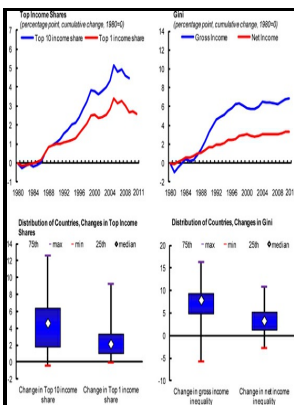 Top Income Shares
(percentage point, cumulative change, 1980=0)
Top 10 income share
Top 1 income share
7
6
5
4
3
2
1
0
-1
1980 1984 1988 1992 1996 2000 2004 2008 2011
Gini
(percentage point, cumulative change, 1980=0)
Gross Income
Net Income
14
12
10
8
6
4
2
0
-2
1980 1984 1988 1992 1996 2000 2004 2008 2011
Distribution of Countries, Changes in Top Income
Shares
75th - max - min 25th median
14
12
10
8
6
4
2
0
-2
Change in Top 10 income
share
Change in Top 1 income
share
Distribution of Countries, Changes in Gini
75th - max - min 25th median
20
15
10
5
0
-5
-10
Change in gross income
inequality
Change in net income
inequality